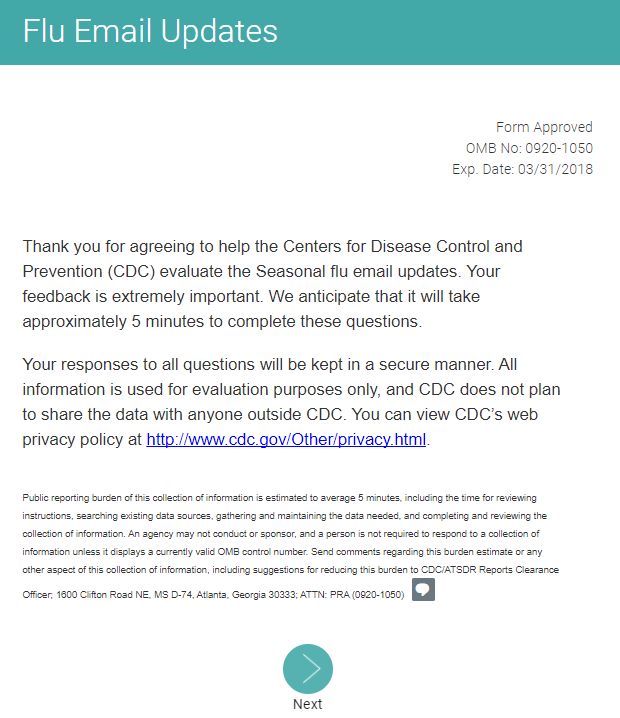 Flu Email Updates
Form Approved
OMB No: 0920-1050
Exp. Date: 03/31/2018
Thank you for agreeing to help the Centers for Disease Control and
Prevention (CDC) evaluate the Seasonal flu email updates. Your
feedback is extremely important. We anticipate that it will take
approximately 5 minutes to complete these questions.
Your responses to all questions will be kept in a secure manner. All
information is used for evaluation purposes only, and CDC does not plan
to share the data with anyone outside CDC. You can view CDC’s web
privacy policy at http://www.cdc.gov/Other/privacy.html.
Public reporting burden of this collection of information is estimated to average 5 minutes, including the time for reviewing
instructions, searching existing data sources, gathering and maintaining the data needed, and completing and reviewing the
collection of information. An agency may not conduct or sponsor, and a person is not required to respond to a collection of
information unless it displays a currently valid OMB control number. Send comments regarding this burden estimate or any
other aspect of this collection of information, including suggestions for reducing this burden to CDC/ATSDR Reports Clearance
Officer; 1600 Clifton Road NE, MS D-74, Atlanta, Georgia 30333; ATTN: PRA (0920-1050)
Next